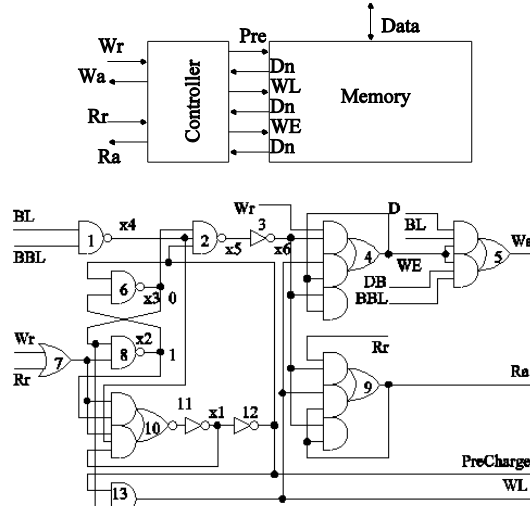 Data
Wr
Pre
Wa
Dn
WL
Controller
Dn
Memory
Rr
WE
Ra
Dn
Wr
D
BL
x4
3
BL
1
2
4
5
Wa
BBL
x5
x6
WE
6
x3
0
DB
BBL
Wr
x2
Rr
7
8
1
Ra
Rr
9
11
x1
12
10
PreCharge
WL
13